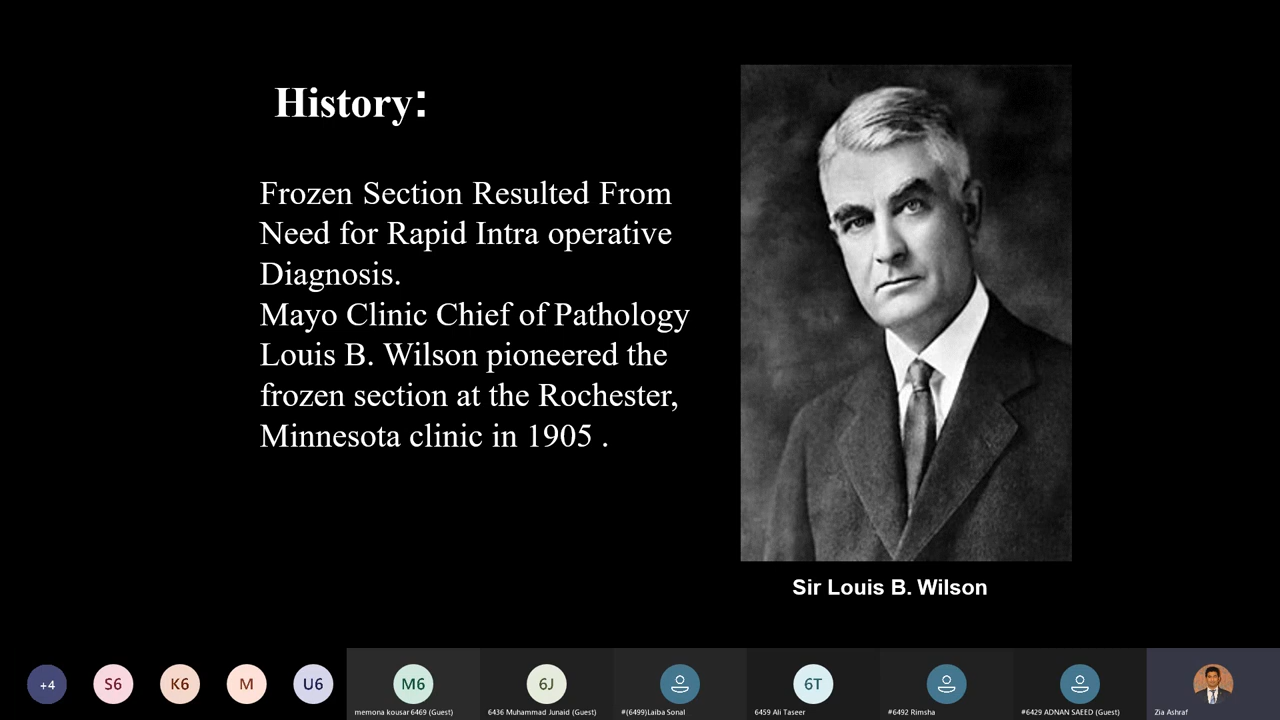 History:
Frozen Section Resulted From
Need for Rapid Intra operative
Diagnosis.
Mayo Clinic Chief of Pathology
Louis B. Wilson pioneered the
frozen section at the Rochester,
Minnesota clinic in 1905 .
Sir Louis B. Wilson
+4
S6
K6
M
U6
M6
6J
6T
memona kousar 6469 (Guest)
6436 Muhammad Junaid (Guest)
#(6499)Laiba Sonal
6459 Ali Taseer
#6492 Rimsha
#6429 ADNAN SAEED (Guest)
Zia Ashraf